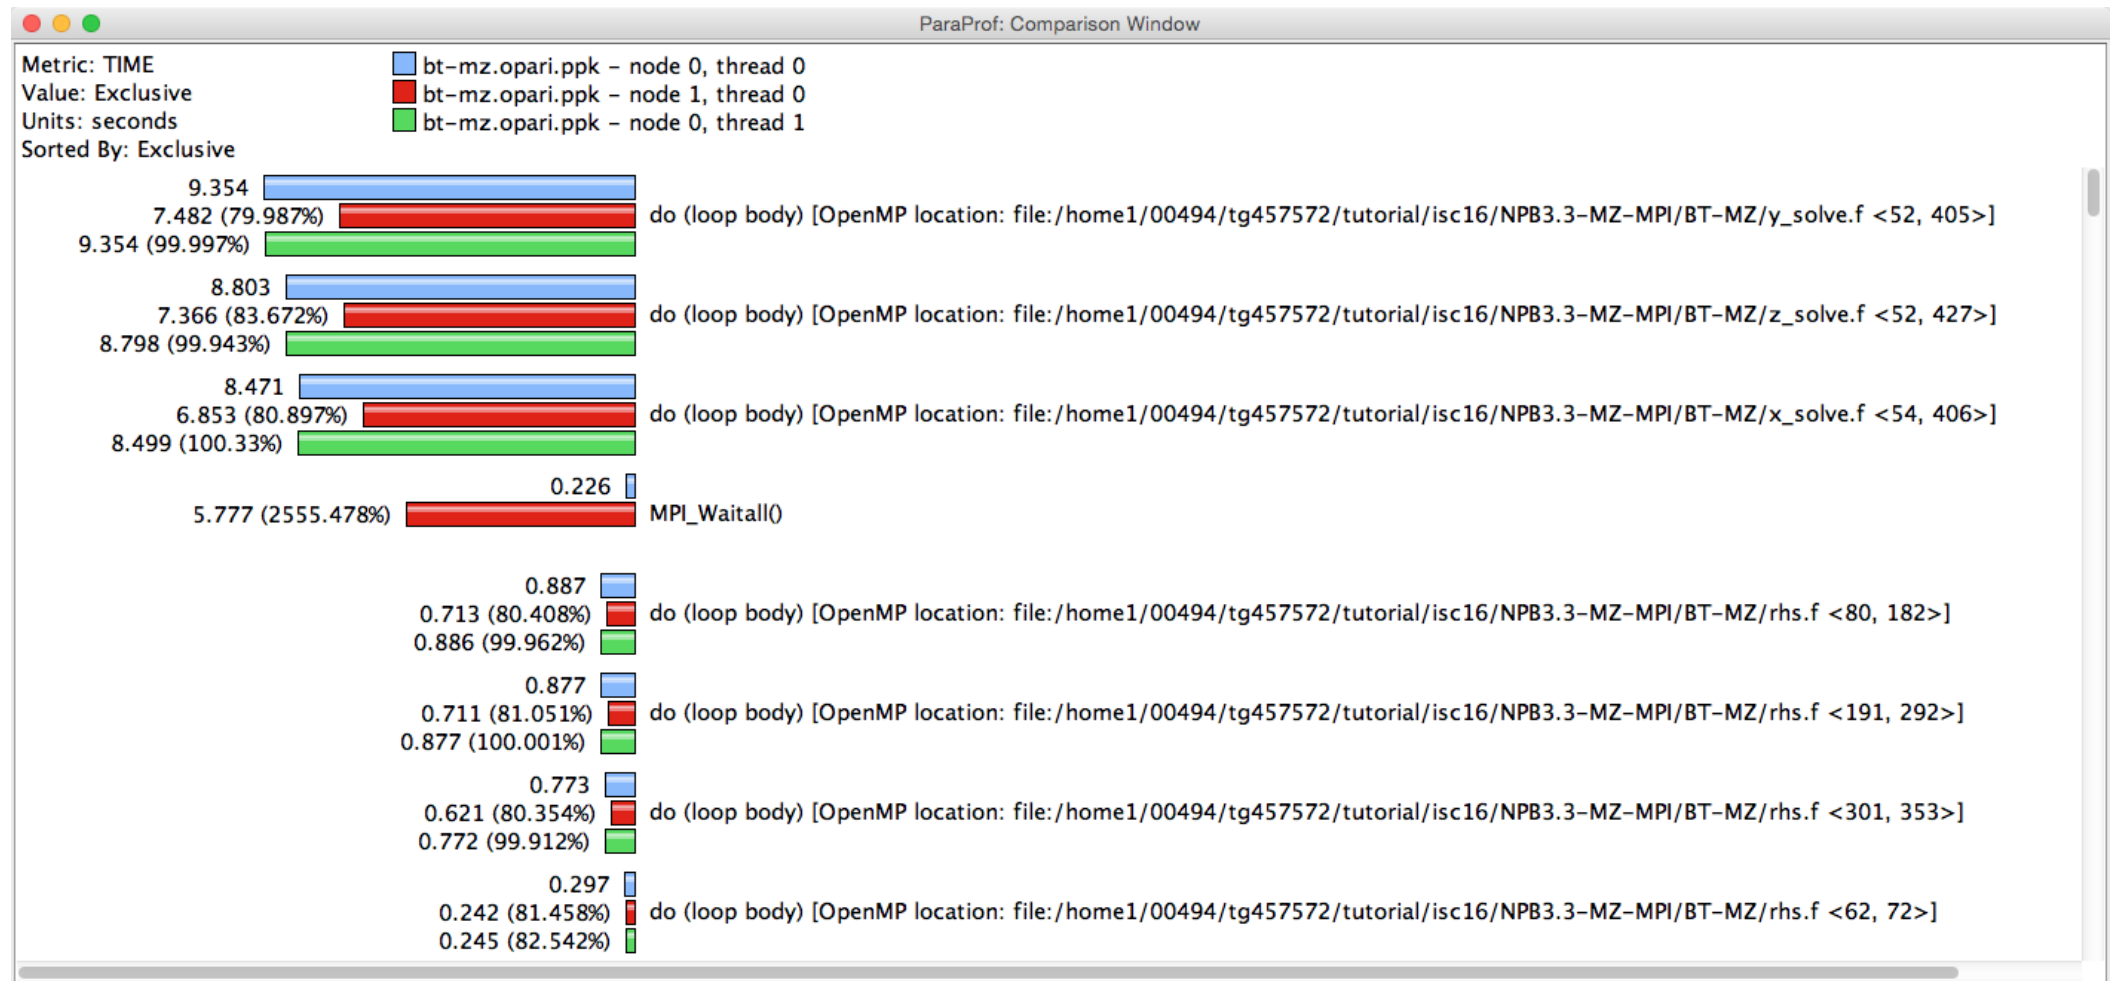 ParaProf: Comparison Window
Metric: TIME
Value: Exclusive
Units: seconds
Sorted By: Exclusive
bt-mz.opari.ppk – node 0, thread 0
bt-mz.opari.ppk – node 1, thread 0
bt-mz.opari.ppk – node 0, thread 1
9.354
7.482 (79.987%) do (loop body) [OpenMP location: file:/home1/00494/tg457572/tutorial/isc16/NPB3.3-MZ-MPI/BT-MZ/y_solve.f <52, 405>]
9.354 (99.997%)
8.803
7.366 (83.672%) do (loop body) [OpenMP location: file:/home1/00494/tg457572/tutorial/isc16/NPB3.3-MZ-MPI/BT-MZ/z_solve.f <52, 427>]
8.798 (99.943%)
8.471
6.853 (80.897%) do (loop body) [OpenMP location: file:/home1/00494/tg457572/tutorial/isc16/NPB3.3-MZ-MPI/BT-MZ/x_solve.f <54, 406>]
8.499 (100.33%)
0.226
5.777 (2555.478%) MPI_Waitall()
0.887
0.713 (80.408%) do (loop body) [OpenMP location: file:/home1/00494/tg457572/tutorial/isc16/NPB3.3-MZ-MPI/BT-MZ/rhs.f <80, 182>]
0.886 (99.962%)
0.877
0.711 (81.051%) do (loop body) [OpenMP location: file:/home1/00494/tg457572/tutorial/isc16/NPB3.3-MZ-MPI/BT-MZ/rhs.f <191, 292>]
0.877 (100.001%)
0.773
0.621 (80.354%) do (loop body) [OpenMP location: file:/home1/00494/tg457572/tutorial/isc16/NPB3.3-MZ-MPI/BT-MZ/rhs.f <301, 353>]
0.772 (99.912%)
0.297
0.242 (81.458%) do (loop body) [OpenMP location: file:/home1/00494/tg457572/tutorial/isc16/NPB3.3-MZ-MPI/BT-MZ/rhs.f <62, 72>]
0.245 (82.542%)